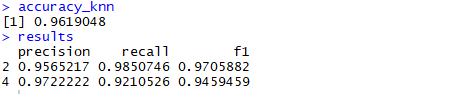 > accuracy_knn
[1] 0.9619048
> results
  precision    recall        f1
2 0.9565217 0.9850746 0.9705882
4 0.9722222 0.9210526 0.9459459